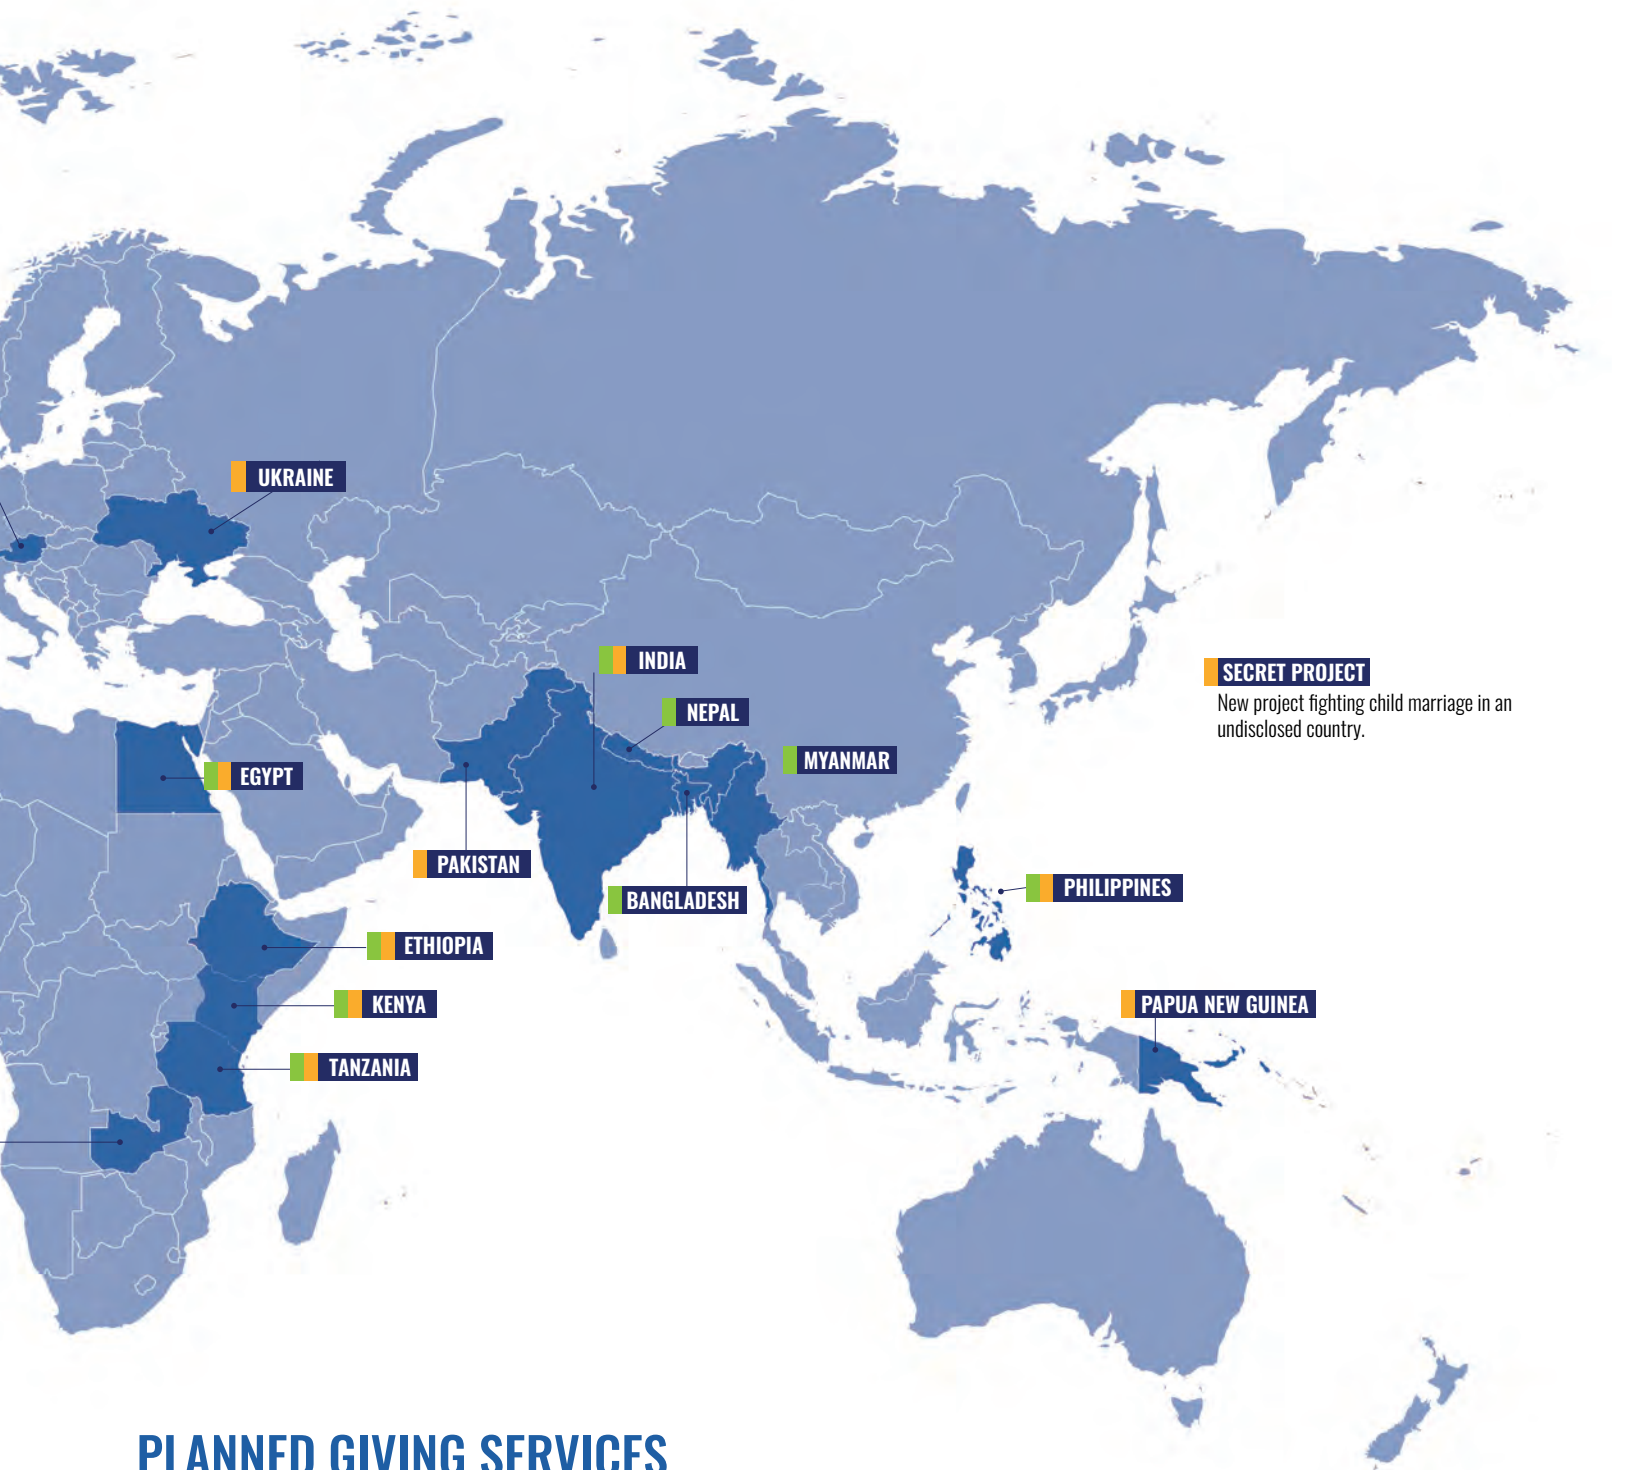 UKRAINE
INDIA
SECRET PROJECT
New project fighting child marriage in an
undisclosed country.
NEPAL
MYANMAR
EGYPT
PAKISTAN
PHILIPPINES
BANGLADESH
ETHIOPIA
KENYA
PAPUA NEW GUINEA
TANZANIA
PLANNED GIVING SERVICES